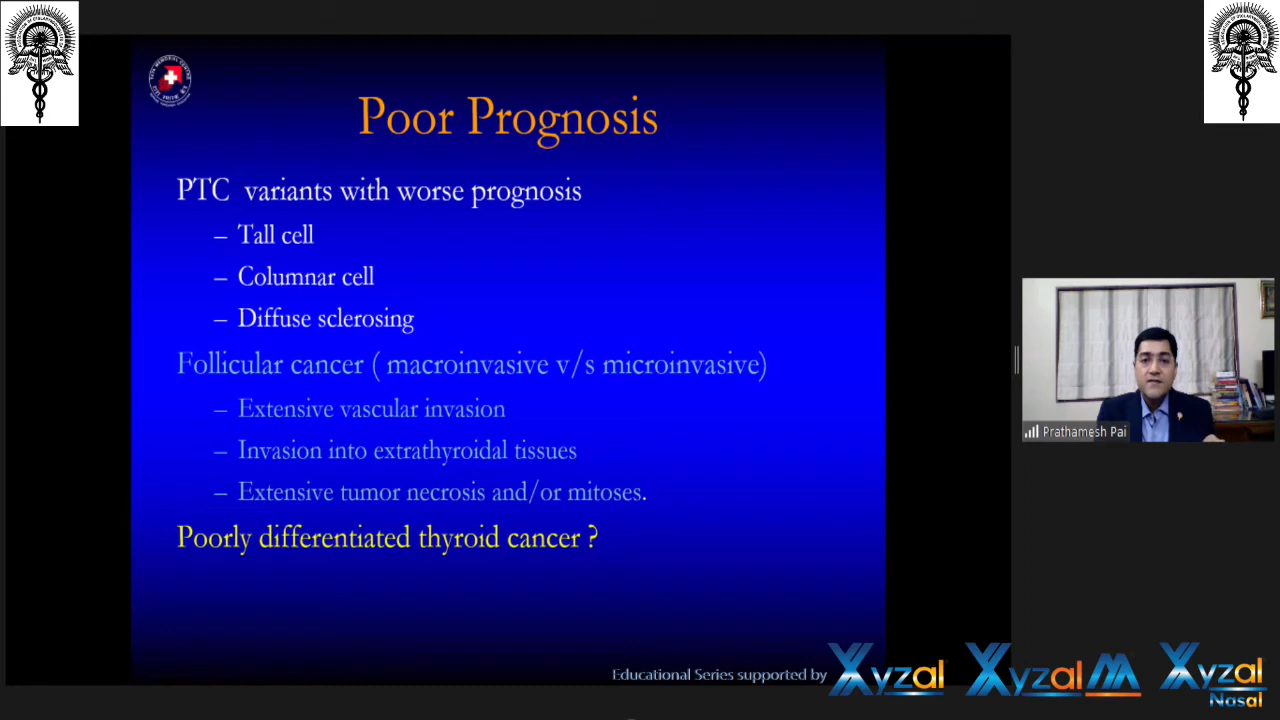 Poor Prognosis
PTC variants with worse prognosis
– Tall cell
– Columnar cell
– Diffuse sclerosing
Follicular cancer ( macroinvasive v/s microinvasive)
– Extensive vascular invasion
– Invasion into extrathyroidal tissues
– Extensive tumor necrosis and/or mitoses.
Poorly differentiated thyroid cancer ?
Prathamesh Pai
Educational Series supported by
Xyzal
Xyzal M
Xyzal
Nasal